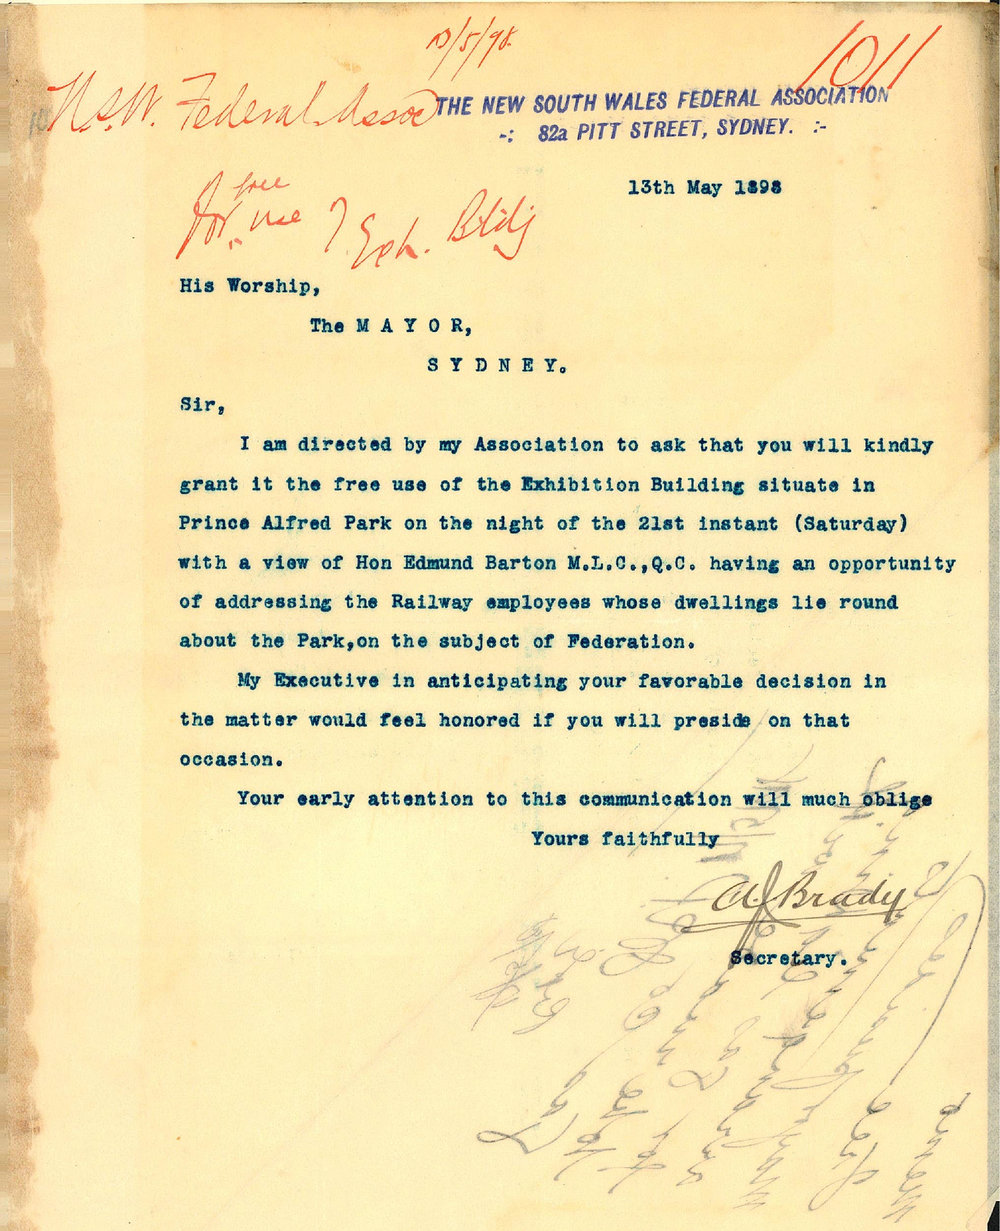 13/5/98.
1011
N.S.W. Federal Assoc
THE NEW SOUTH WALES FEDERAL ASSOCIATION
-: 82a PITT STREET, SYDNEY. :-
13th May 1898
free
for use of Exh. Bldg
His Worship,
The M A Y O R,
S Y D N E Y.
Sir,
I am directed by my Association to ask that you will kindly
grant it the free use of the Exhibition Building situate in
Prince Alfred Park on the night of the 21st instant (Saturday)
with a view of Hon Edmund Barton M.L.C.,Q.C. having an opportunity
of addressing the Railway employees whose dwellings lie round
about the Park,on the subject of Federation.
My Executive in anticipating your favorable decision in
the matter would feel honored if you will preside on that
occasion.
Your early attention to this communication will much oblige
Yours faithfully
A J Brady
Secretary.